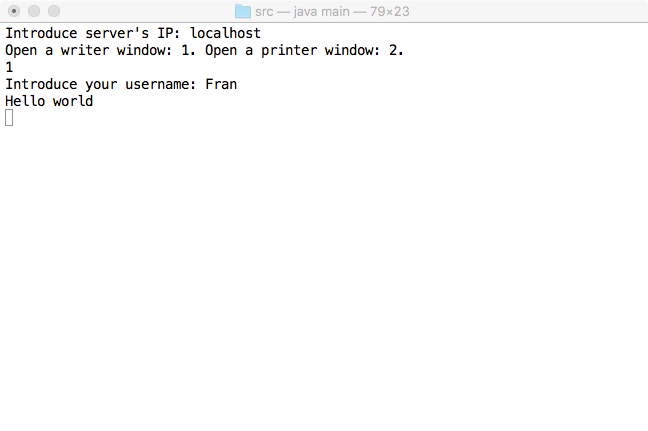 src — java main — 79×23
Introduce server's IP: localhost
Open a writer window: 1. Open a printer window: 2.
1
Introduce your username: Fran
Hello world